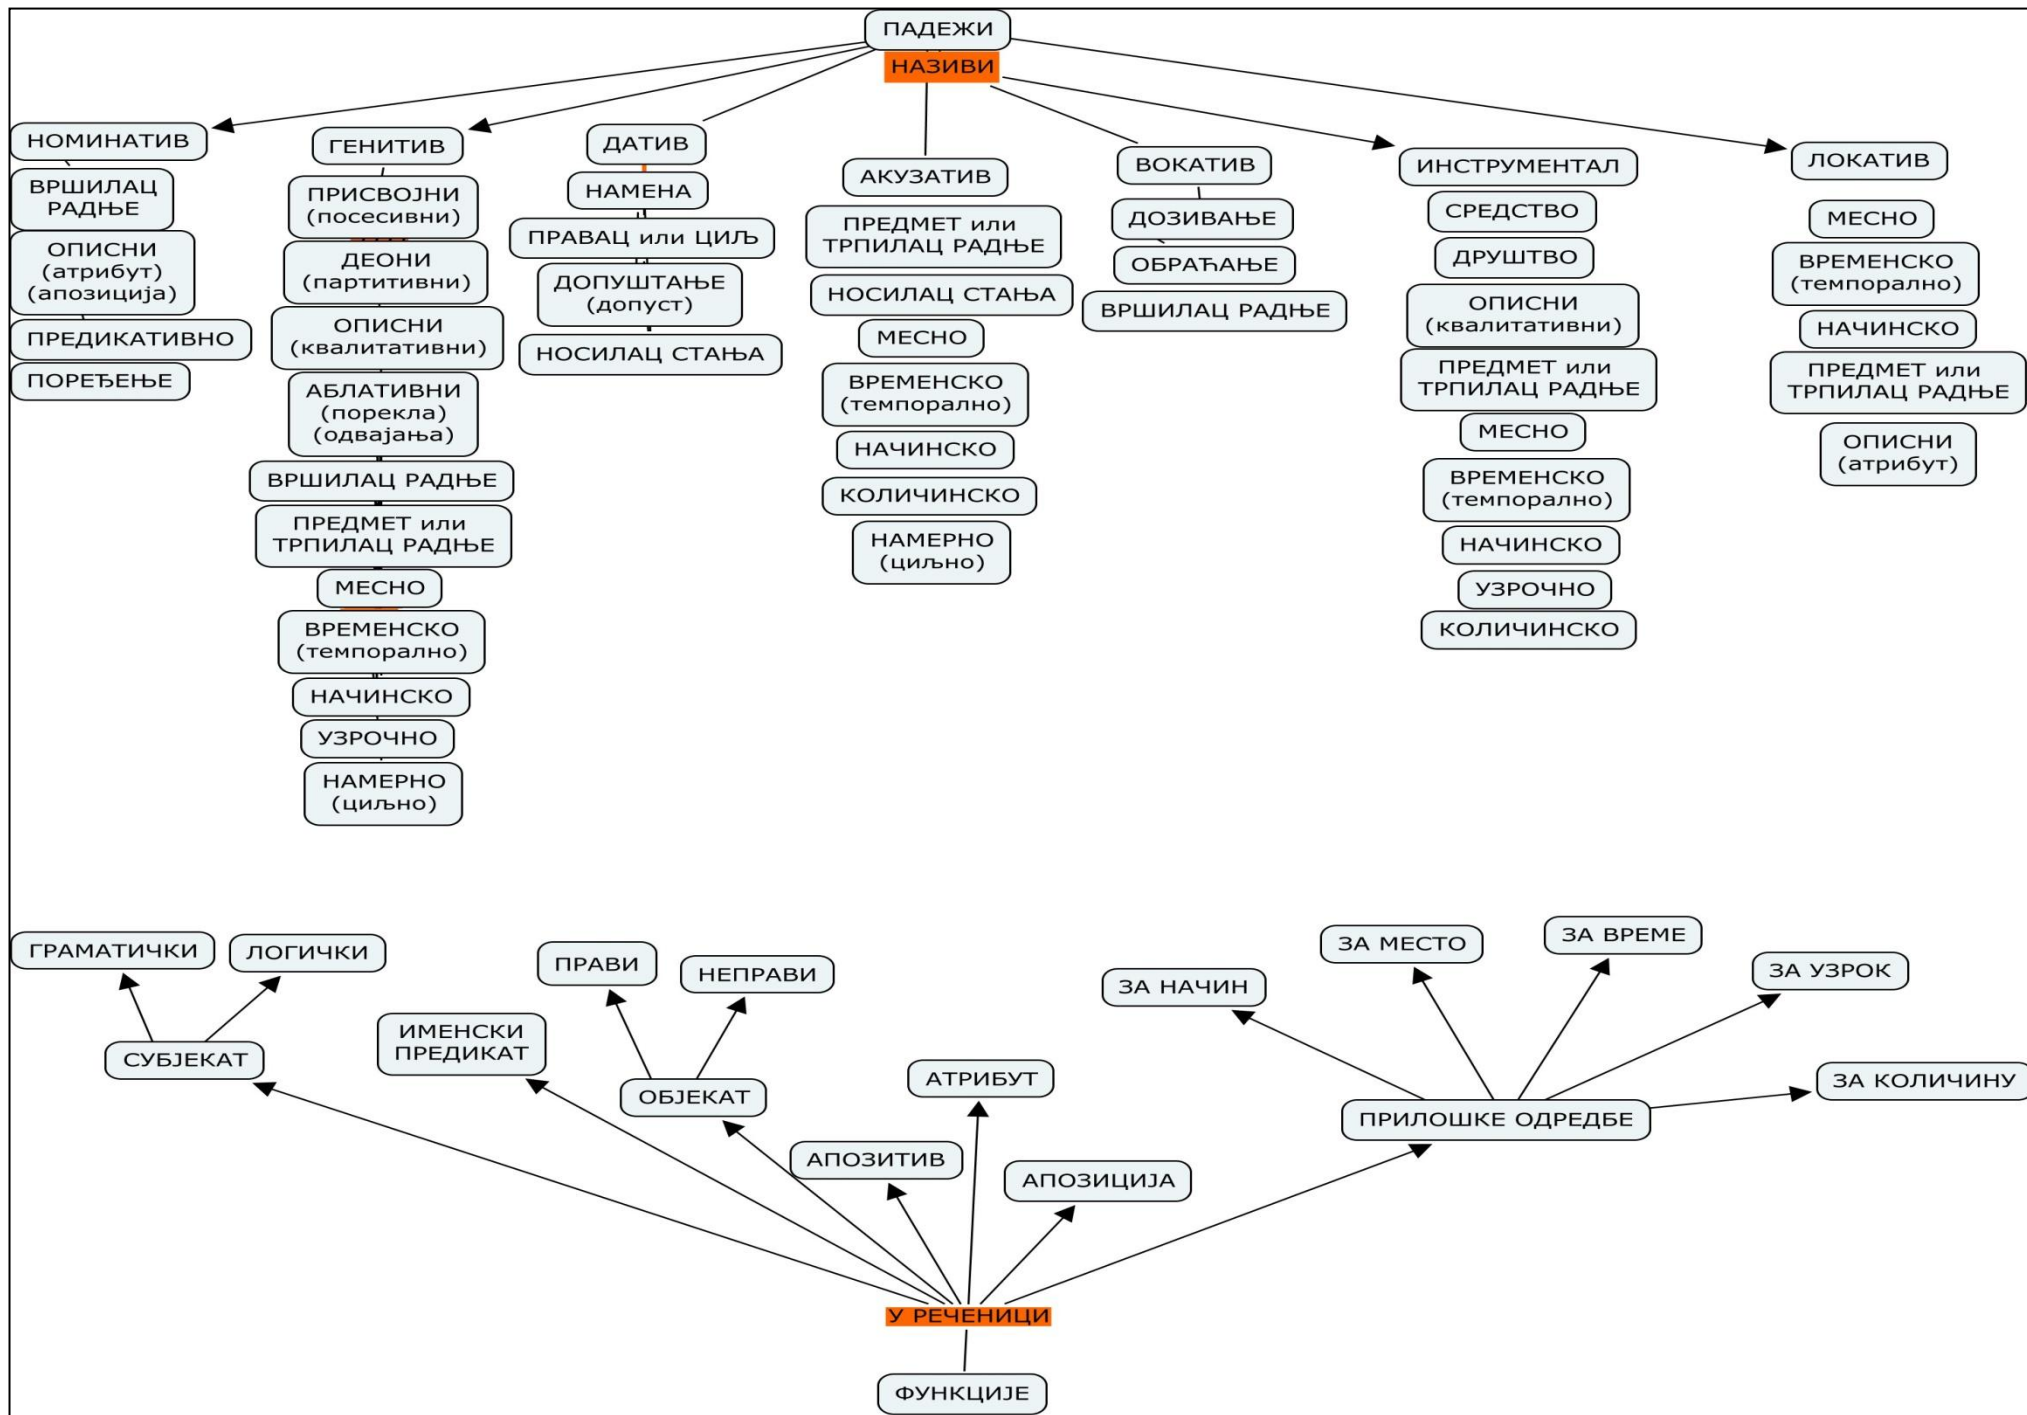 ПАДЕЖИ
НАЗИВИ
НОМИНАТИВ
ВРШИЛАЦ
РАДЊЕ
ОПИСНИ
(атрибут)
(апозиција)
ПРЕДИКАТИВНО
ПОРЕЂЕЊЕ
ГЕНИТИВ
ПРИСВОЈНИ
(посесивни)
ДЕОНИ
(партитивни)
ОПИСНИ
(квалитативни)
АБЛАТИВНИ
(порекла)
(одвајања)
ВРШИЛАЦ РАДЊЕ
ПРЕДМЕТ или
ТРПИЛАЦ РАДЊЕ
МЕСНО
ВРЕМЕНСКО
(темпорално)
НАЧИНСКО
УЗРОЧНО
НАМЕРНО
(циљно)
ДАТИВ
НАМЕНА
ПРАВАЦ или ЦИЉ
ДОПУШТАЊЕ
(допуст)
НОСИЛАЦ СТАЊА
АКУЗАТИВ
ПРЕДМЕТ или
ТРПИЛАЦ РАДЊЕ
НОСИЛАЦ СТАЊА
МЕСНО
ВРЕМЕНСКО
(темпорално)
НАЧИНСКО
КОЛИЧИНСКО
НАМЕРНО
(циљно)
ВОКАТИВ
ДОЗИВАЊЕ
ОБРАЋАЊЕ
ВРШИЛАЦ РАДЊЕ
ИНСТРУМЕНТАЛ
СРЕДСТВО
ДРУШТВО
ОПИСНИ
(квалитативни)
ПРЕДМЕТ или
ТРПИЛАЦ РАДЊЕ
МЕСНО
ВРЕМЕНСКО
(темпорално)
НАЧИНСКО
УЗРОЧНО
КОЛИЧИНСКО
ЛОКАТИВ
МЕСНО
ВРЕМЕНСКО
(темпорално)
НАЧИНСКО
ПРЕДМЕТ или
ТРПИЛАЦ РАДЊЕ
ОПИСНИ
(атрибут)
ГРАМАТИЧКИ
ЛОГИЧКИ
СУБЈЕКАТ
ИМЕНСКИ
ПРЕДИКАТ
ПРАВИ
НЕПРАВИ
ОБЈЕКАТ
АПОЗИТИВ
АТРИБУТ
АПОЗИЦИЈА
ЗА НАЧИН
ЗА МЕСТО
ЗА ВРЕМЕ
ЗА УЗРОК
ЗА КОЛИЧИНУ
ПРИЛОШКЕ ОДРЕДБЕ
У РЕЧЕНИЦИ
ФУНКЦИЈЕ